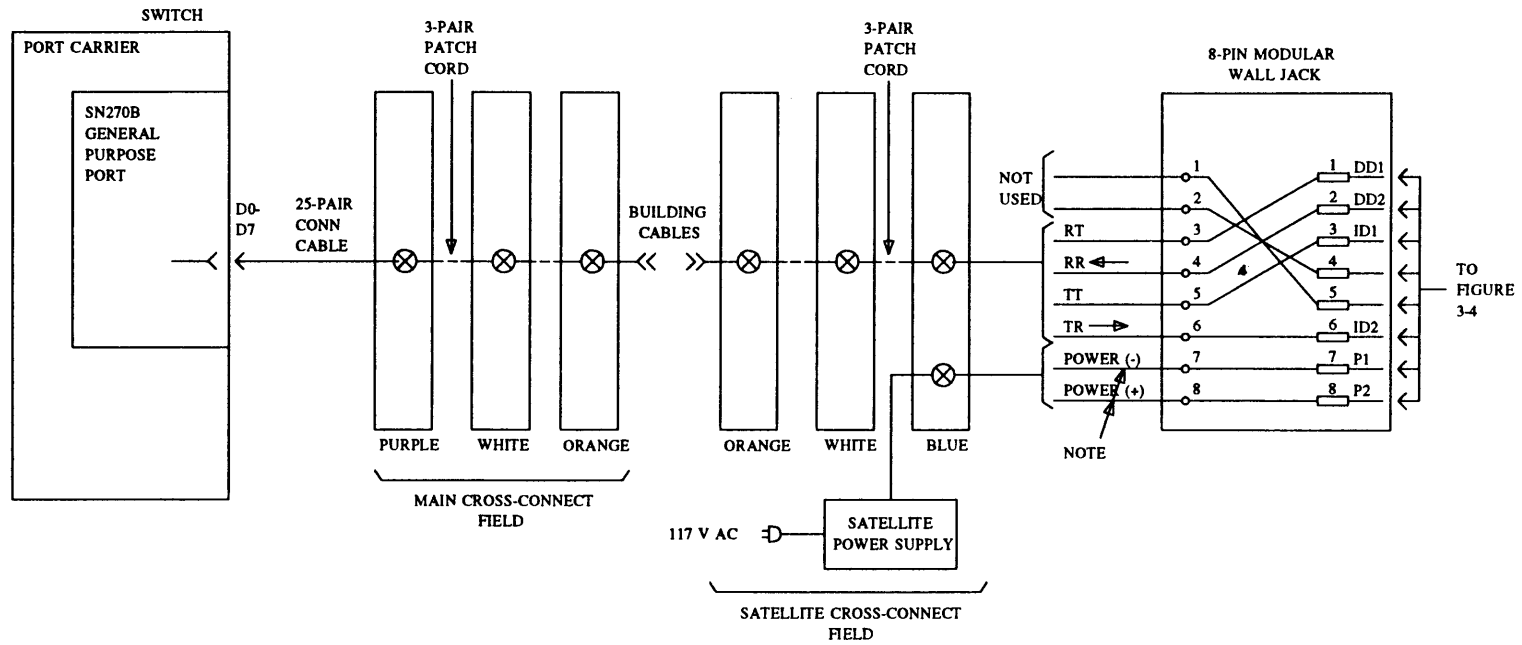 SWITCH
PORT CARRIER
SN270B
GENERAL
PURPOSE
PORT
D0-
D7
25-PAIR
CONN
CABLE
3-PAIR
PATCH
CORD
PURPLE
WHITE
ORANGE
MAIN CROSS-CONNECT
FIELD
BUILDING
CABLES
3-PAIR
PATCH
CORD
ORANGE
WHITE
BLUE
117 V AC
SATELLITE
POWER SUPPLY
SATELLITE CROSS-CONNECT
FIELD
8-PIN MODULAR
WALL JACK
NOT
USED
RT
RR
TT
TR
POWER (-)
POWER (+)
NOTE
1
2
3
4
5
6
7
8
1 DD1
2 DD2
3 ID1
4
5
6 ID2
7 P1
8 P2
TO
FIGURE
3-4